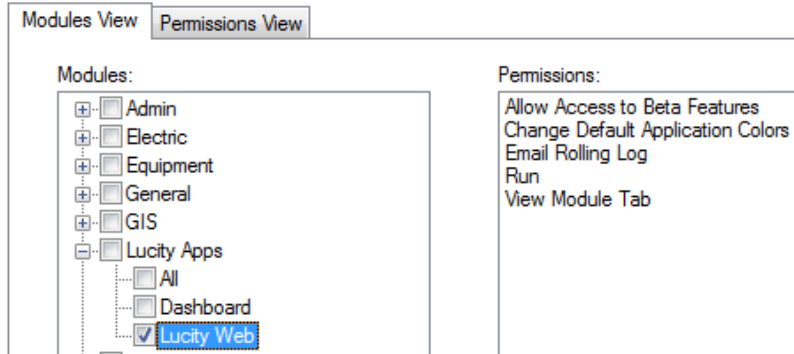 Modules View Permissions View
Modules:
Admin
Electric
Equipment
General
GIS
Lucity Apps
All
Dashboard
Lucity Web
Permissions:
Allow Access to Beta Features
Change Default Application Colors
Email Rolling Log
Run
View Module Tab